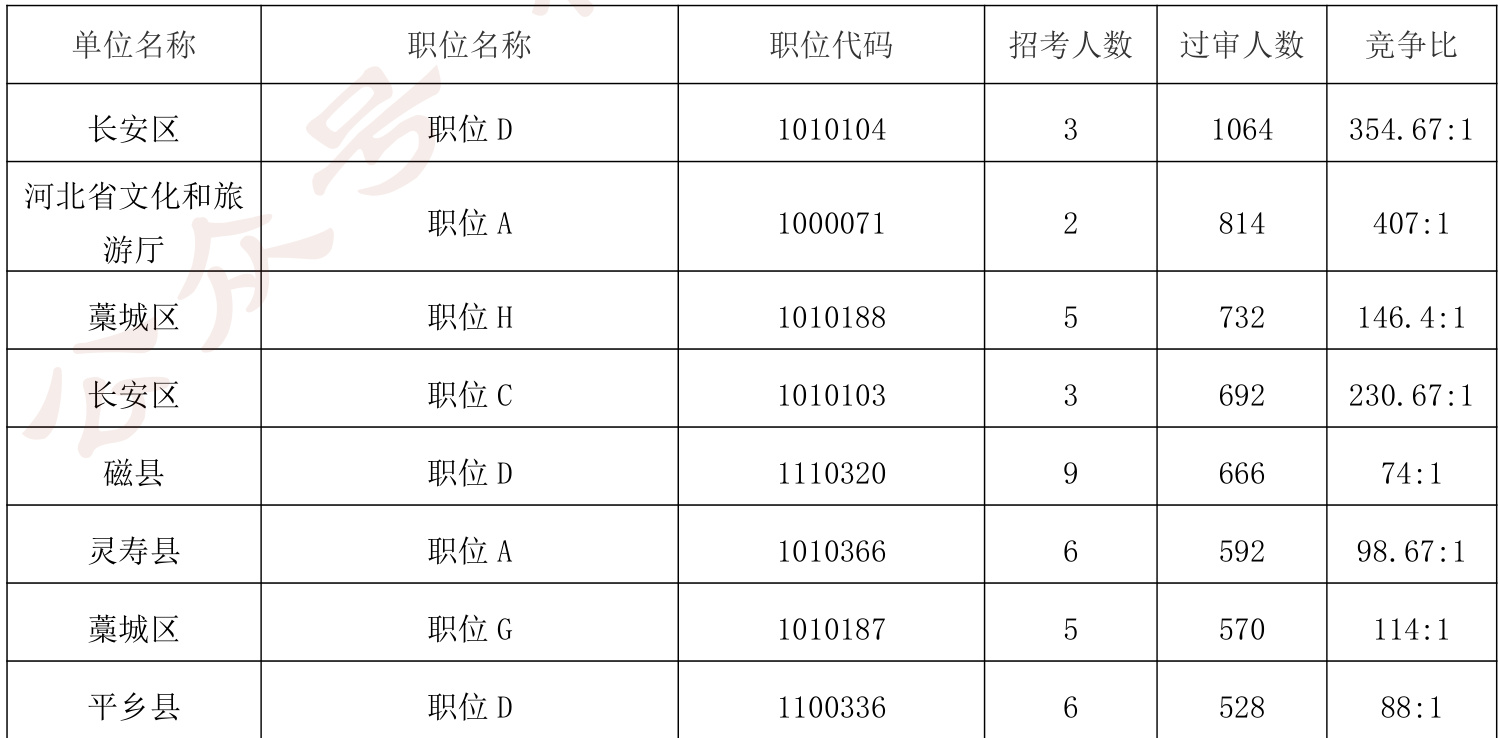 单位名称 职位名称 职位代码 招考人数 过审人数 竞争比
长安区 职位 D 1010104 3 1064 354.67:1
河北省文化和旅
游厅 职位 A 1000071 2 814 407:1
藁城区 职位 H 1010188 5 732 146.4:1
长安区 职位 C 1010103 3 692 230.67:1
磁县 职位 D 1110320 9 666 74:1
灵寿县 职位 A 1010366 6 592 98.67:1
藁城区 职位 G 1010187 5 570 114:1
平乡县 职位 D 1100336 6 528 88:1
公众号